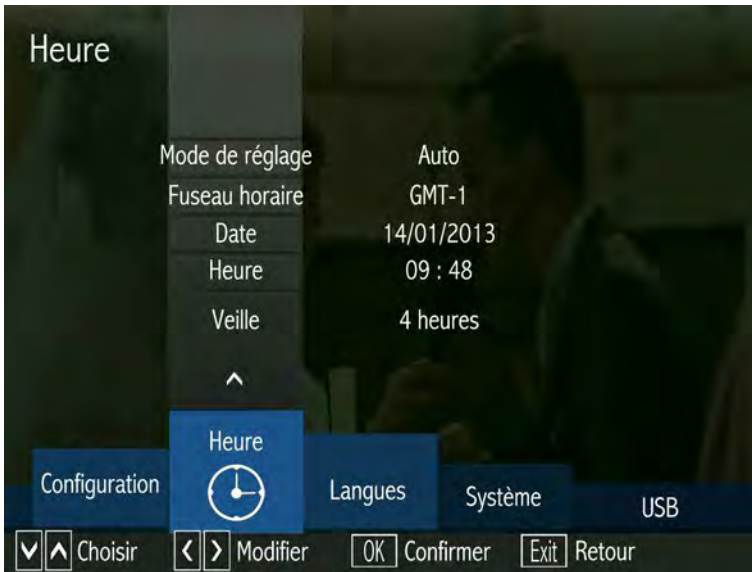 Heure
Mode de réglage Auto
Fuseau horaire GMT-1
Date 14/01/2013
Heure 09 : 48
Veille 4 heures
Heure
Configuration Langues Système USB
Choisir Modifier OK Confirmer Exit Retour